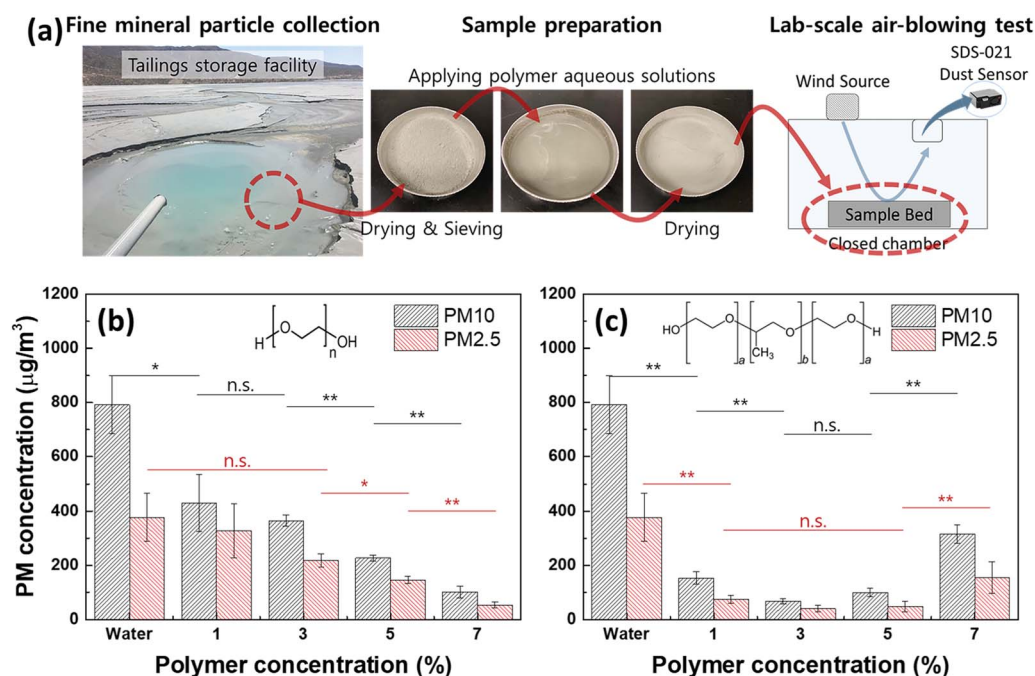 (a)
Fine mineral particle collection
Sample preparation
Lab-scale air-blowing test
Tailings storage facility
Applying polymer aqueous solutions
Drying & Sieving
Drying
SDS-021
Dust Sensor
Wind Source
Sample Bed
Closed chamber
(b)
H O n OH
PM10
PM2.5
PM concentration (μg/m³)
1200
1000
800
600
400
200
0
*
n.s.
**
**
n.s.
*
**
Water 1 3 5 7
Polymer concentration (%)
(c)
HO O a CH₃ O b O H a
PM10
PM2.5
1200
1000
800
600
400
200
0
**
**
n.s.
**
**
n.s.
**
Water 1 3 5 7
Polymer concentration (%)